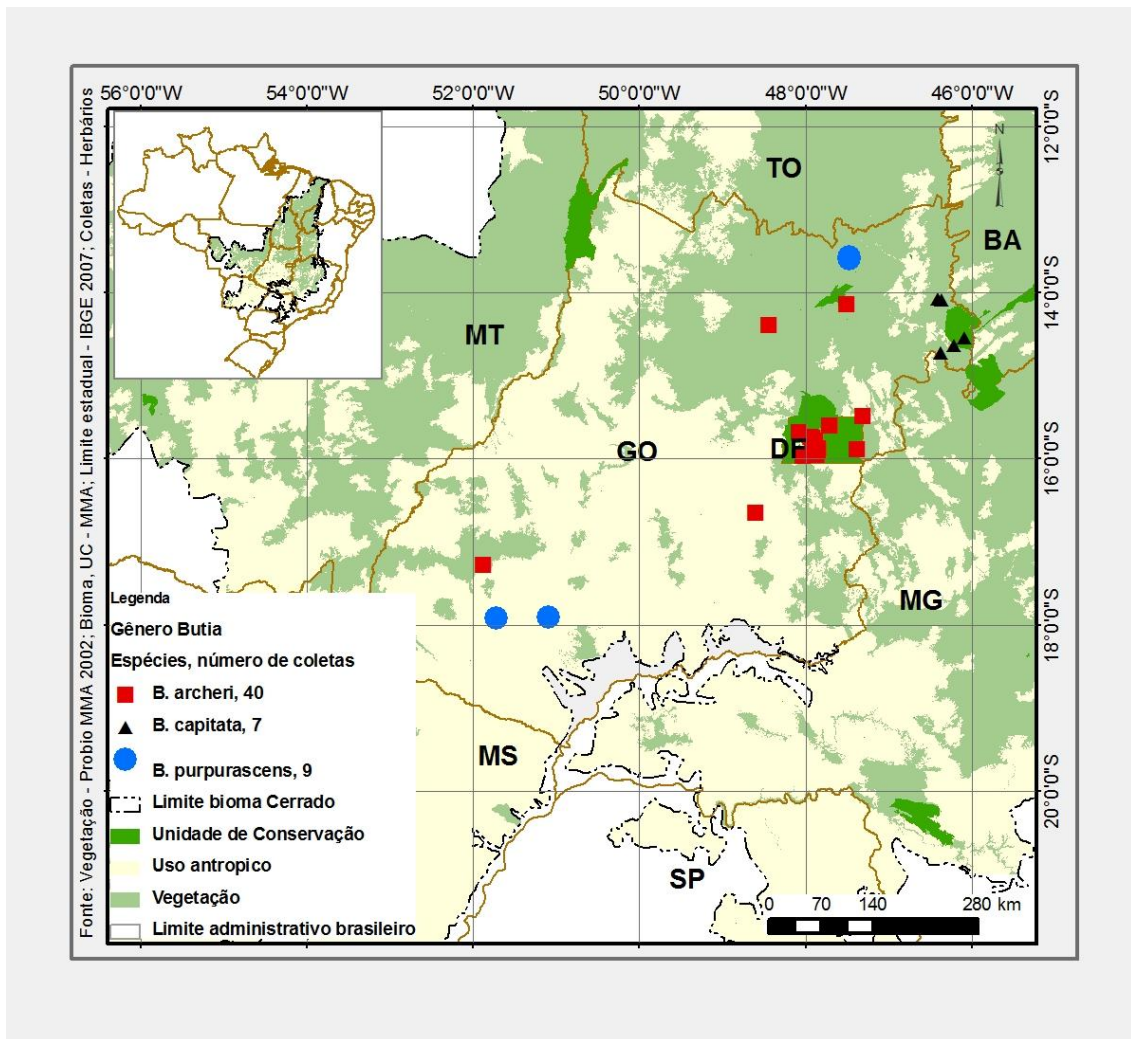 Fonte: Vegetação - Probio MMA 2002; Bioma, UC - MMA; Limite estadual - IBGE 2007; Coletas - Herbários
56°0'0"W 54°0'0"W 52°0'0"W 50°0'0"W 48°0'0"W 46°0'0"W
12°0'0"S
14°0'0"S
16°0'0"S
18°0'0"S
20°0'0"S
N
TO
BA
MT
GO
DF
MG
MS
SP
Legenda
Gênero Butia
Espécies, número de coletas
B. archeri, 40
B. capitata, 7
B. purpurascens, 9
Limite bioma Cerrado
Unidade de Conservação
Uso antropico
Vegetação
Limite administrativo brasileiro
0 70 140 280 km